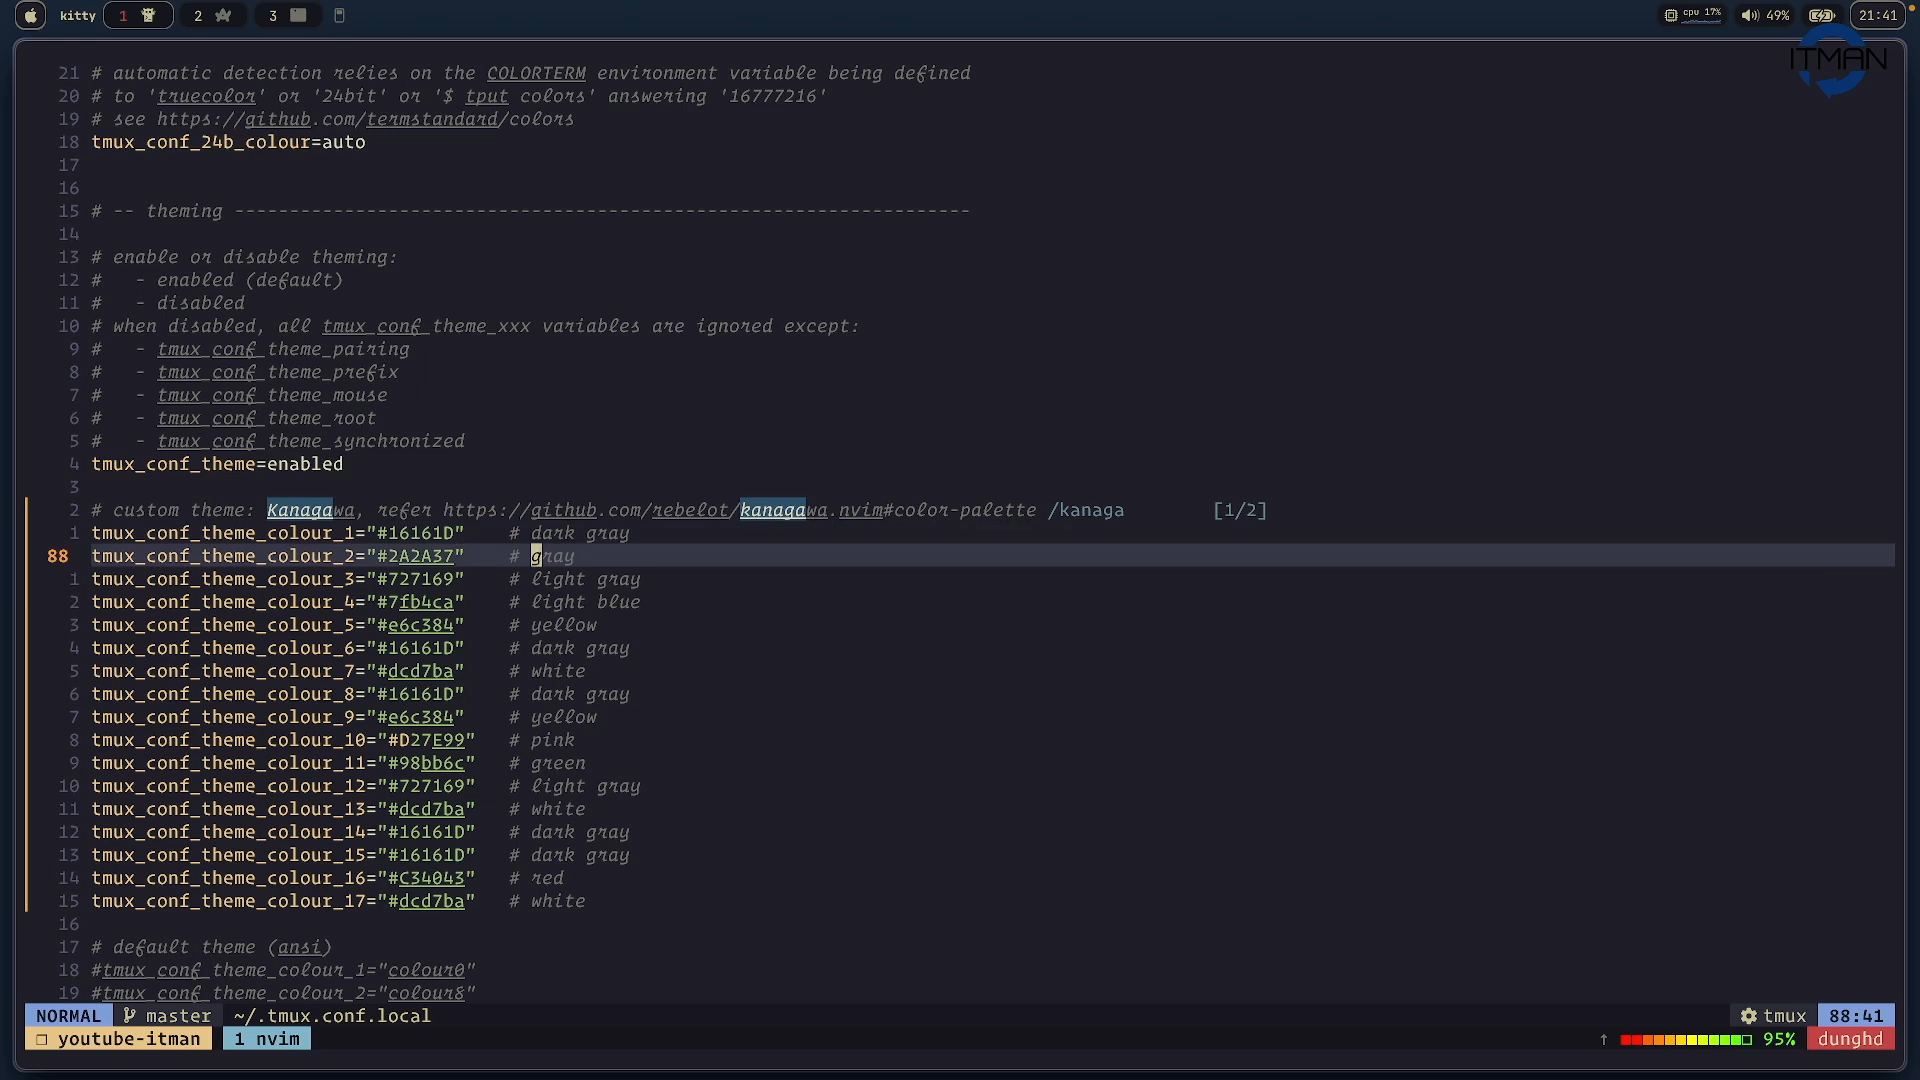 kitty 1 2 3 cpu 17% 49% 21:41
ITMAN
21 # automatic detection relies on the COLORTERM environment variable being defined
20 # to 'truecolor' or '24bit' or '$ tput colors' answering '16777216'
19 # see https://github.com/termstandard/colors
18 tmux_conf_24b_colour=auto
17
16
15 # -- theming -------------------------------------------------------------------
14
13 # enable or disable theming:
12 #   - enabled (default)
11 #   - disabled
10 # when disabled, all tmux_conf_theme_xxx variables are ignored except:
9 #   - tmux_conf_theme_pairing
8 #   - tmux_conf_theme_prefix
7 #   - tmux_conf_theme_mouse
6 #   - tmux_conf_theme_root
5 #   - tmux_conf_theme_synchronized
4 tmux_conf_theme=enabled
3
2 # custom theme: Kanagawa, refer https://github.com/rebelot/kanagawa.nvim#color-palette /kanaga [1/2]
1 tmux_conf_theme_colour_1="#16161D"    # dark gray
88 tmux_conf_theme_colour_2="#2A2A37"    # gray
1 tmux_conf_theme_colour_3="#727169"    # light gray
2 tmux_conf_theme_colour_4="#7fb4ca"    # light blue
3 tmux_conf_theme_colour_5="#e6c384"    # yellow
4 tmux_conf_theme_colour_6="#16161D"    # dark gray
5 tmux_conf_theme_colour_7="#dcd7ba"    # white
6 tmux_conf_theme_colour_8="#16161D"    # dark gray
7 tmux_conf_theme_colour_9="#e6c384"    # yellow
8 tmux_conf_theme_colour_10="#D27E99"   # pink
9 tmux_conf_theme_colour_11="#98bb6c"   # green
10 tmux_conf_theme_colour_12="#727169"   # light gray
11 tmux_conf_theme_colour_13="#dcd7ba"   # white
12 tmux_conf_theme_colour_14="#16161D"   # dark gray
13 tmux_conf_theme_colour_15="#16161D"   # dark gray
14 tmux_conf_theme_colour_16="#C34043"   # red
15 tmux_conf_theme_colour_17="#dcd7ba"   # white
16
17 # default theme (ansi)
18 #tmux_conf_theme_colour_1="colour0"
19 #tmux_conf_theme_colour_2="colour8"
NORMAL master ~/.tmux.conf.local tmux 88:41
youtube-itman 1 nvim ↑ 95% dunghd